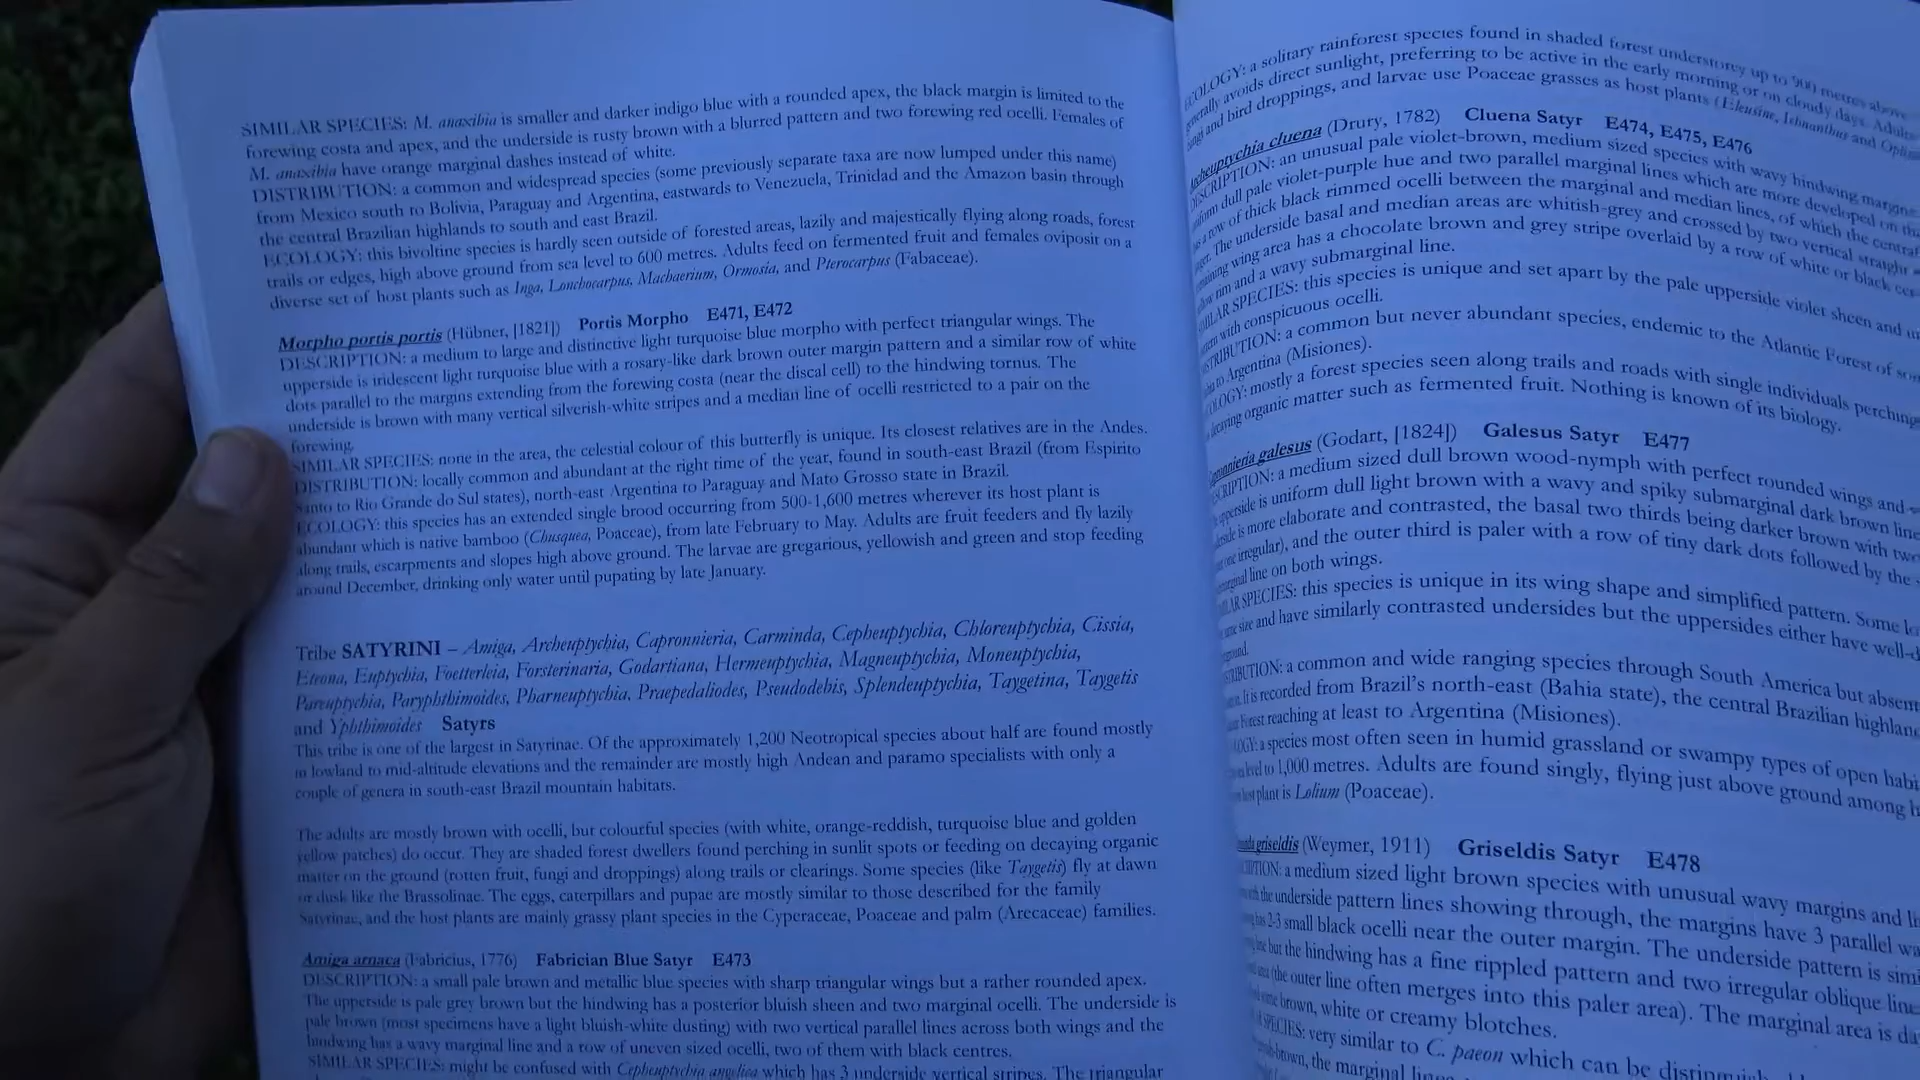 SIMILAR SPECIES: M. anaxibia is smaller and darker indigo blue with a rounded apex, the black margin is limited to the
forewing costa and apex, and the underside is rusty brown with a blurred pattern and two forewing red ocelli. Females of
M. anaxibia have orange marginal dashes instead of white.
DISTRIBUTION: a common and widespread species (some previously separate taxa are now lumped under this name)
from Mexico south to Bolivia, Paraguay and Argentina, eastwards to Venezuela, Trinidad and the Amazon basin through
the central Brazilian highlands to south and east Brazil.
ECOLOGY: this bivoltine species is hardly seen outside of forested areas, lazily and majestically flying along roads, forest
trails or edges, high above ground from sea level to 600 metres. Adults feed on fermented fruit and females oviposit on a
diverse set of host plants such as Inga, Lonchocarpus, Machaerium, Ormosia, and Pterocarpus (Fabaceae).
Morpho portis portis (Hübner, [1821]) Portis Morpho E471, E472
DESCRIPTION: a medium to large and distinctive light turquoise blue morpho with perfect triangular wings. The
upperside is iridescent light turquoise blue with a rosary-like dark brown outer margin pattern and a similar row of white
dots parallel to the margins extending from the forewing costa (near the discal cell) to the hindwing tornus. The
underside is brown with many vertical silverish-white stripes and a median line of ocelli restricted to a pair on the
forewing.
SIMILAR SPECIES: none in the area, the celestial colour of this butterfly is unique. Its closest relatives are in the Andes.
DISTRIBUTION: locally common and abundant at the right time of the year, found in south-east Brazil (from Espirito
Santo to Rio Grande do Sul states), north-east Argentina to Paraguay and Mato Grosso state in Brazil.
ECOLOGY: this species has an extended single brood occurring from 500-1,600 metres wherever its host plant is
abundant which is native bamboo (Chusquea, Poaceae), from late February to May. Adults are fruit feeders and fly lazily
along trails, escarpments and slopes high above ground. The larvae are gregarious, yellowish and green and stop feeding
around December, drinking only water until pupating by late January.
Tribe SATYRINI – Amiga, Archeuptychia, Capronnieria, Carminda, Cepheuptychia, Chloreuptychia, Cissia,
Eteona, Euptychia, Foetterleia, Forsterinaria, Godartiana, Hermeuptychia, Magneuptychia, Moneuptychia,
Pareuptychia, Paryphthimoides, Pharneuptychia, Praepedaliodes, Pseudodebis, Splendeuptychia, Taygetina, Taygetis
and Yphthimoides Satyrs
This tribe is one of the largest in Satyrinae. Of the approximately 1,200 Neotropical species about half are found mostly
in lowland to mid-altitude elevations and the remainder are mostly high Andean and paramo specialists with only a
couple of genera in south-east Brazil mountain habitats.
The adults are mostly brown with ocelli, but colourful species (with white, orange-reddish, turquoise blue and golden
yellow patches) do occur. They are shaded forest dwellers found perching in sunlit spots or feeding on decaying organic
matter on the ground (rotten fruit, fungi and droppings) along trails or clearings. Some species (like Taygetis) fly at dawn
or dusk like the Brassolinae. The eggs, caterpillars and pupae are mostly similar to those described for the family
Satyrinae, and the host plants are mainly grassy plant species in the Cyperaceae, Poaceae and palm (Arecaceae) families.
Amiga arnaca (Fabricius, 1776) Fabrician Blue Satyr E473
DESCRIPTION: a small pale brown and metallic blue species with sharp triangular wings but a rather rounded apex.
The upperside is pale grey brown but the hindwing has a posterior bluish sheen and two marginal ocelli. The underside is
pale brown (most specimens have a light bluish-white dusting) with two vertical parallel lines across both wings and the
hindwing has a wavy marginal line and a row of uneven sized ocelli, two of them with black centres.
SIMILAR SPECIES: might be confused with Cepheuptychia angelica which has 3 underside vertical stripes. The triangular
ECOLOGY: a solitary rainforest species found in shaded forest understorey up to 900 metres above
generally avoids direct sunlight, preferring to be active in the early morning or on cloudy days. Adults
fungi and bird droppings, and larvae use Poaceae grasses as host plants (Eleusine, Ichnanthus and
Archeuptychia cluena (Drury, 1782) Cluena Satyr E474, E475, E476
DESCRIPTION: an unusual pale violet-brown, medium sized species with wavy hindwing margins
uniform dull pale violet-purple hue and two parallel marginal lines which are more developed on the
has a row of thick black rimmed ocelli between the marginal and median lines, of which the central
The underside basal and median areas are whitish-grey and crossed by two vertical straight
wing area has a chocolate brown and grey stripe overlaid by a row of white or black
rim and a wavy submarginal line.
SIMILAR SPECIES: this species is unique and set apart by the pale upperside violet sheen and
with conspicuous ocelli.
DISTRIBUTION: a common but never abundant species, endemic to the Atlantic Forest of
to Argentina (Misiones).
ECOLOGY: mostly a forest species seen along trails and roads with single individuals perching
decaying organic matter such as fermented fruit. Nothing is known of its biology.
Capronnieria galesus (Godart, [1824]) Galesus Satyr E477
DESCRIPTION: a medium sized dull brown wood-nymph with perfect rounded wings and
upperside is uniform dull light brown with a wavy and spiky submarginal dark brown line
is more elaborate and contrasted, the basal two thirds being darker brown with two
one irregular), and the outer third is paler with a row of tiny dark dots followed by the
marginal line on both wings.
SIMILAR SPECIES: this species is unique in its wing shape and simplified pattern. Some
same size and have similarly contrasted undersides but the uppersides either have
DISTRIBUTION: a common and wide ranging species through South America but absent
It is recorded from Brazil's north-east (Bahia state), the central Brazilian
Forest reaching at least to Argentina (Misiones).
ECOLOGY: a species most often seen in humid grassland or swampy types of open
level to 1,000 metres. Adults are found singly, flying just above ground among
host plant is Lolium (Poaceae).
griseldis (Weymer, 1911) Griseldis Satyr E478
DESCRIPTION: a medium sized light brown species with unusual wavy margins and
with the underside pattern lines showing through, the margins have 3 parallel
has 2-3 small black ocelli near the outer margin. The underside pattern is
line but the hindwing has a fine rippled pattern and two irregular oblique
(the outer line often merges into this paler area). The marginal area is
brown, white or creamy blotches.
SPECIES: very similar to C. paeon which can be
the marginal